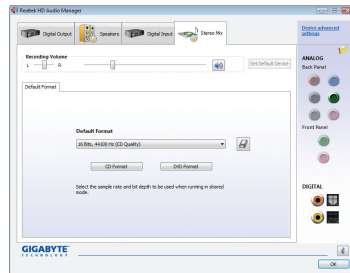 Realtek HD Audio Manager
Digital Output
Speakers
Digital Input
Stereo Mix
Device advanced settings
Recording Volume
L
R
Set Default Device
ANALOG
Back Panel
Default Format
Default Format
16 Bits, 44100 Hz (CD Quality)
CD Format
DVD Format
Select the sample rate and bit depth to be used when running in shared
mode.
Front Panel
DIGITAL
GIGABYTE
TECHNOLOGY
OK